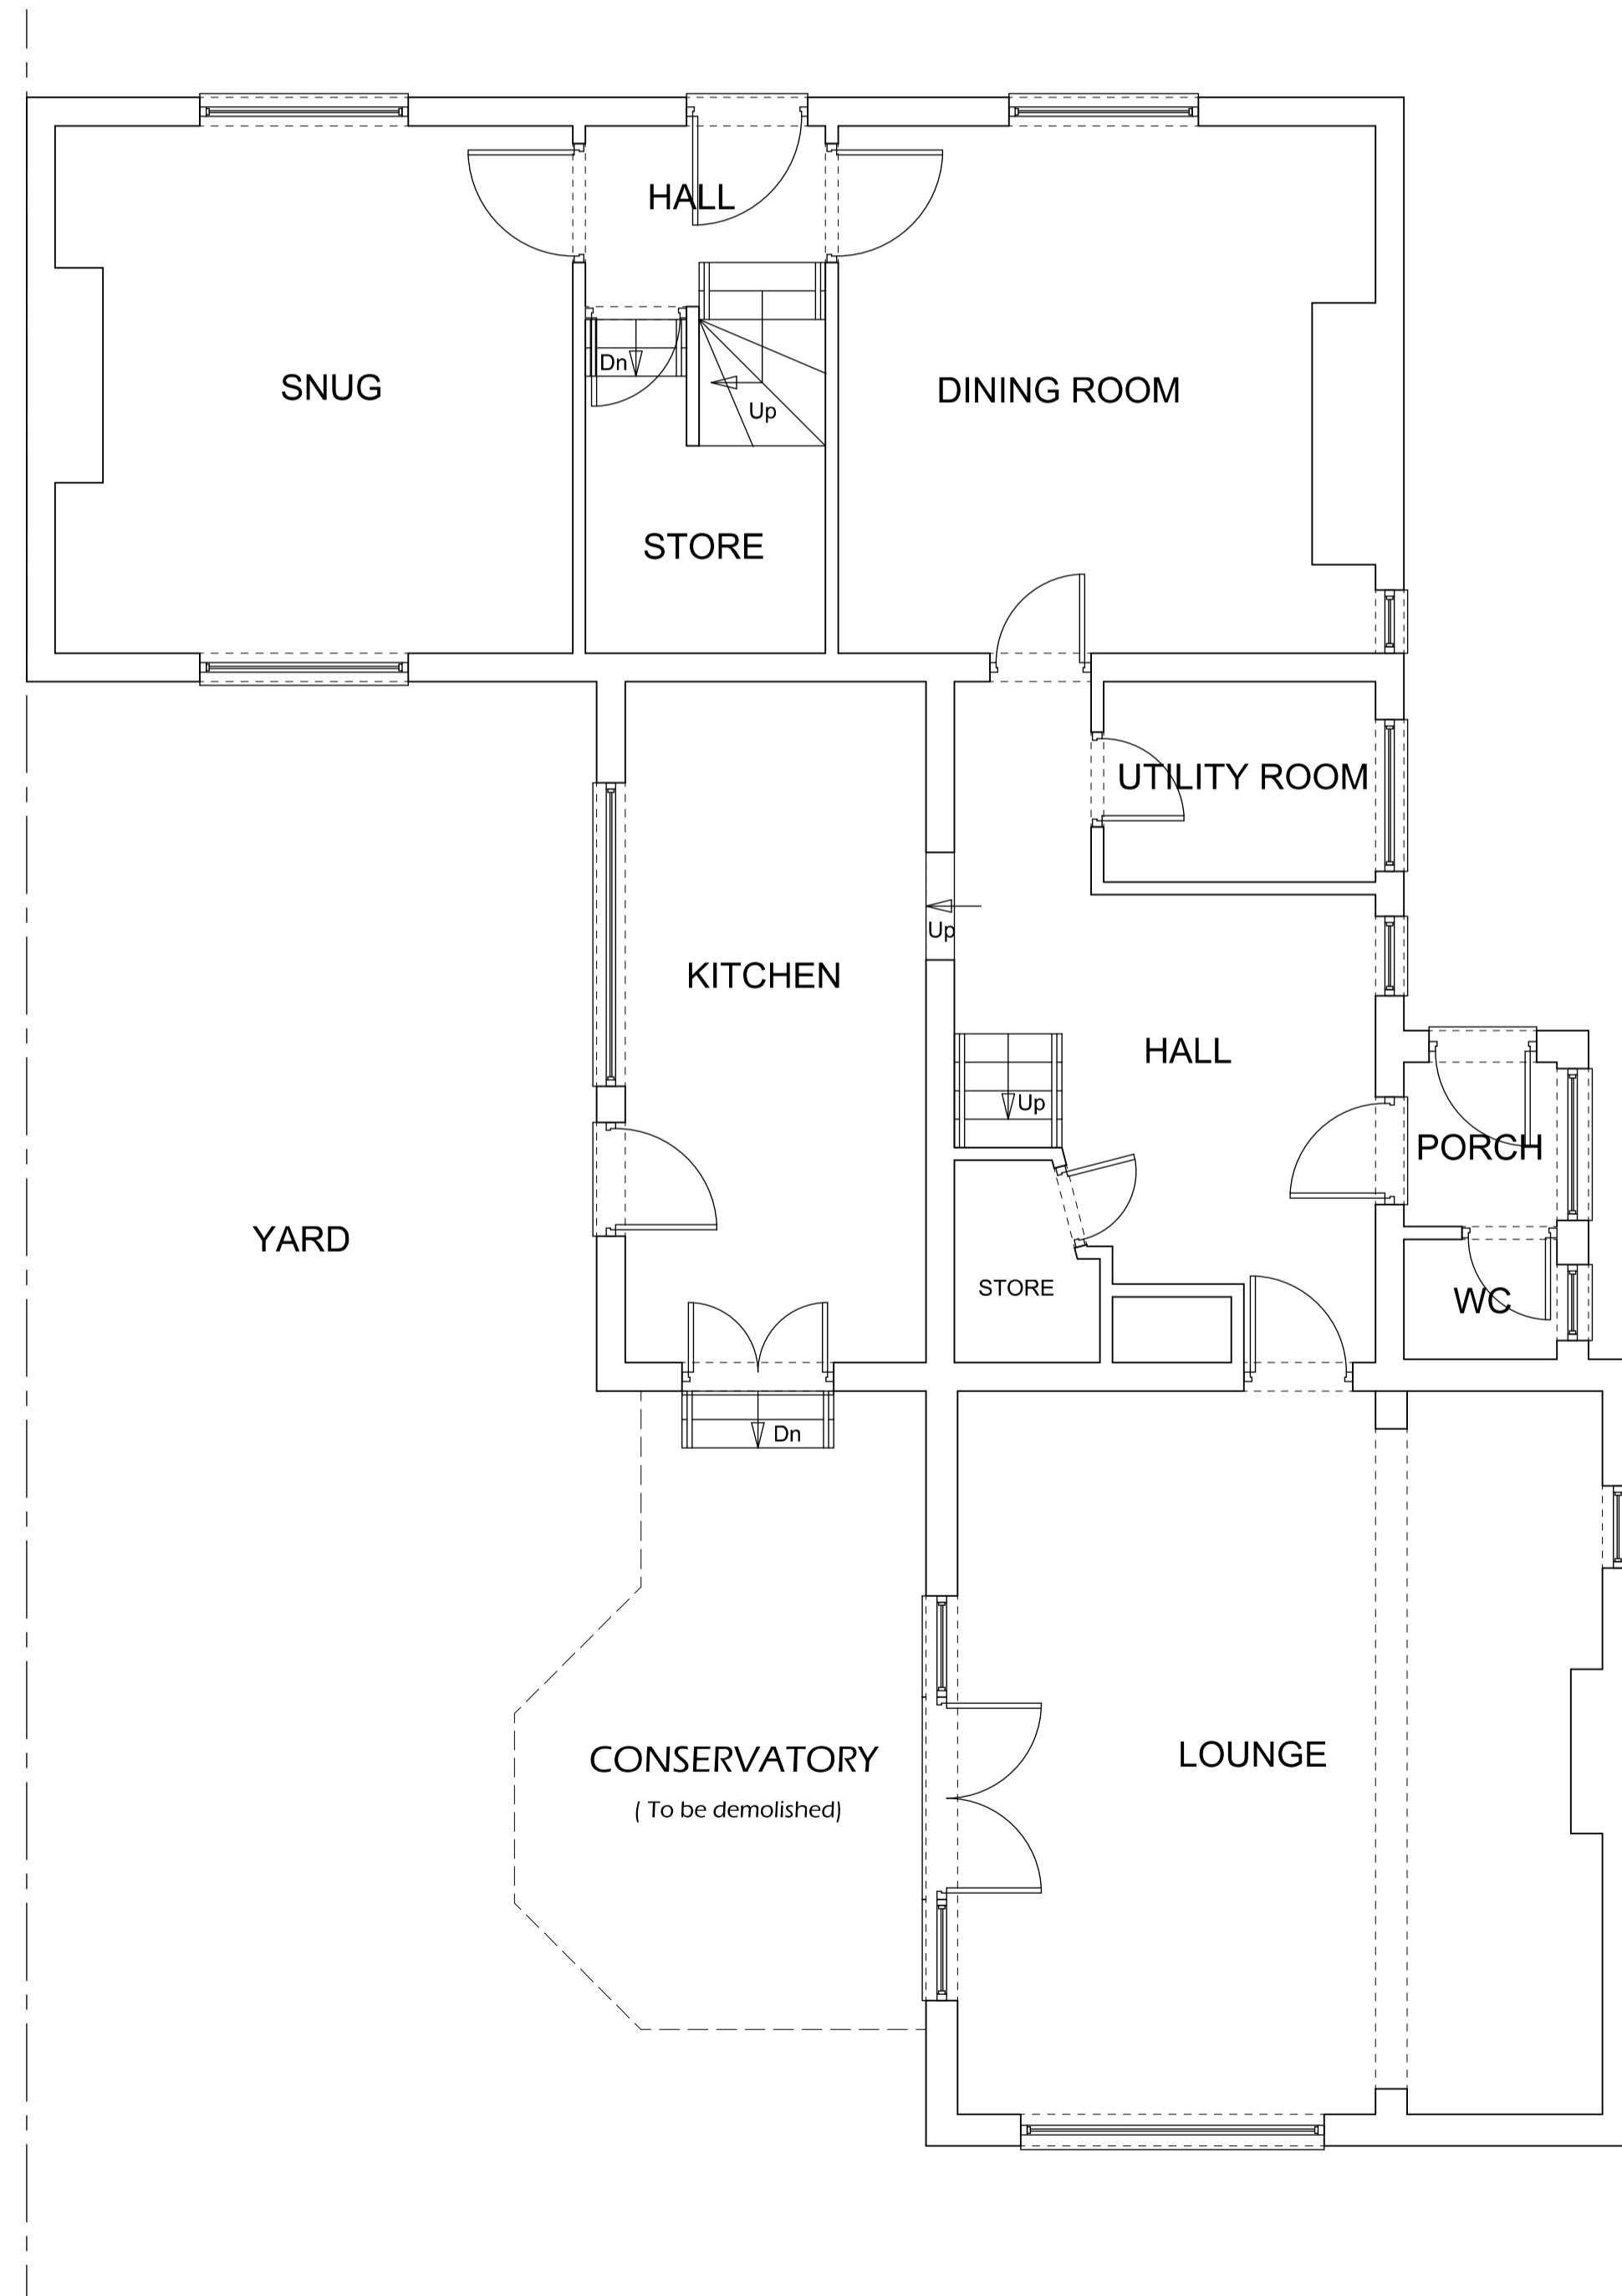 HALL
SNUG
Dn
Up
DINING ROOM
STORE
UTILITY ROOM
Up
KITCHEN
HALL
Up
PORCH
YARD
STORE
WC
Dn
CONSERVATORY
( To be demolished)
LOUNGE